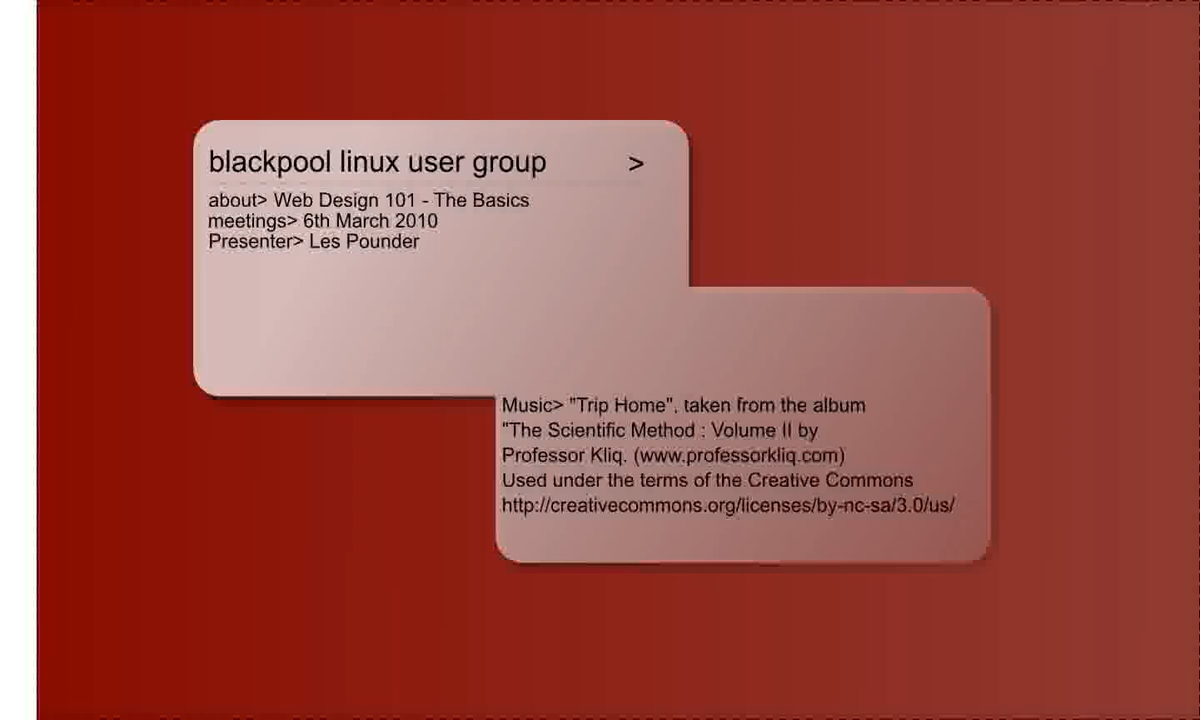 blackpool linux user group >
about> Web Design 101 - The Basics
meetings> 6th March 2010
Presenter> Les Pounder
Music> "Trip Home", taken from the album
"The Scientific Method : Volume II by
Professor Kliq. (www.professorkliq.com)
Used under the terms of the Creative Commons
http://creativecommons.org/licenses/by-nc-sa/3.0/us/